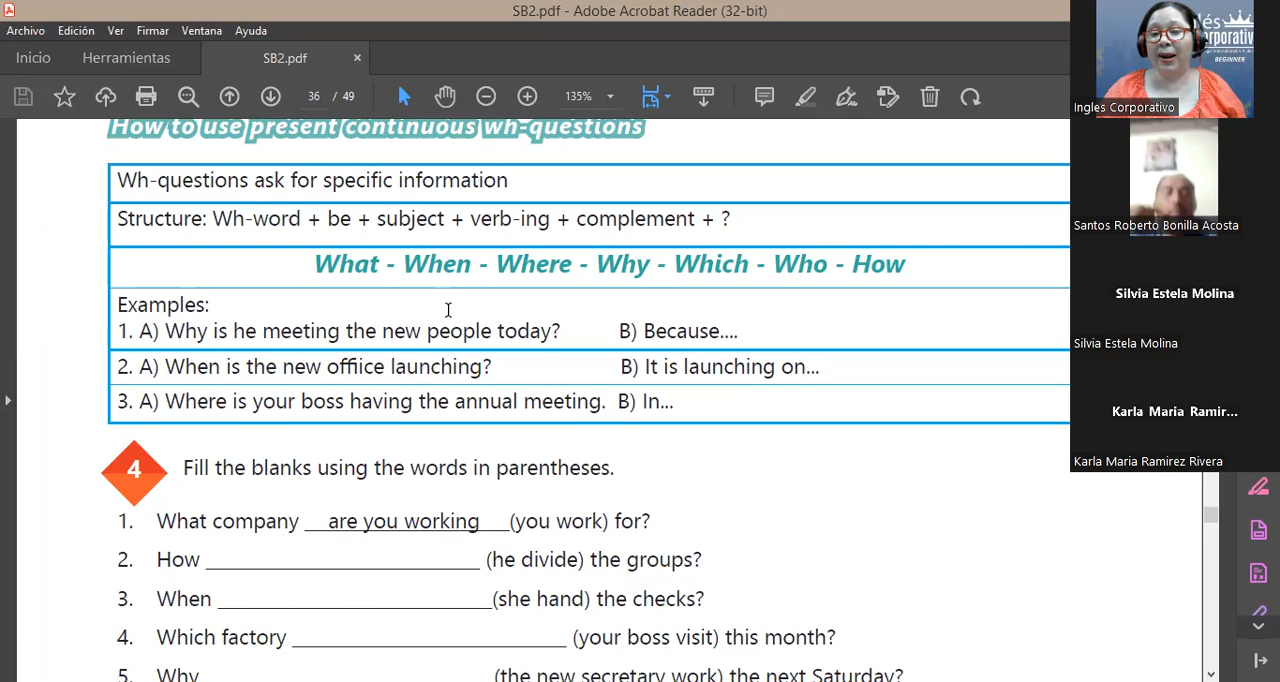 SB2.pdf - Adobe Acrobat Reader (32-bit)
Archivo Edición Ver Firmar Ventana Ayuda
Inicio Herramientas SB2.pdf ×
36 / 49 135%
How to use present continuous wh-questions
Wh-questions ask for specific information
Structure: Wh-word + be + subject + verb-ing + complement + ?
What - When - Where - Why - Which - Who - How
Examples:
1. A) Why is he meeting the new people today? B) Because....
2. A) When is the new office launching? B) It is launching on...
3. A) Where is your boss having the annual meeting. B) In...
4 Fill the blanks using the words in parentheses.
1. What company __are you working___(you work) for?
2. How ________________________ (he divide) the groups?
3. When ________________________(she hand) the checks?
4. Which factory ________________________ (your boss visit) this month?
5. Why ________________________ (the new secretary work) the next Saturday?
BEGINNER
Ingles Corporativo
Santos Roberto Bonilla Acosta
Silvia Estela Molina
Silvia Estela Molina
Karla Maria Ramir...
Karla Maria Ramirez Rivera